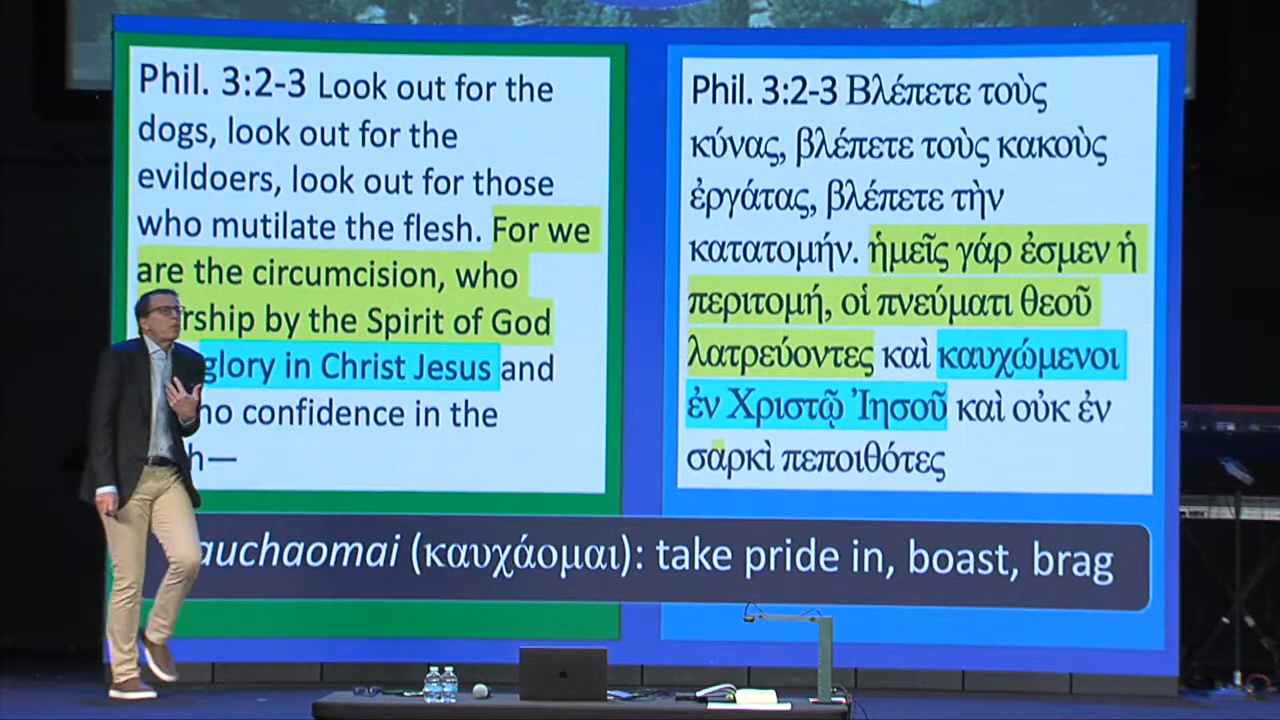 Phil. 3:2-3 Look out for the
dogs, look out for the
evildoers, look out for those
who mutilate the flesh. For we
are the circumcision, who
rship by the Spirit of God
glory in Christ Jesus and
no confidence in the
h—
Phil. 3:2-3 Βλέπετε τοὺς
κύνας, βλέπετε τοὺς κακοὺς
ἐργάτας, βλέπετε τὴν
κατατομήν. ἡμεῖς γάρ ἐσμεν ἡ
περιτομή, οἱ πνεύματι θεοῦ
λατρεύοντες καὶ καυχώμενοι
ἐν Χριστῷ Ἰησοῦ καὶ οὐκ ἐν
σαρκὶ πεποιθότες
auchaomai (καυχάομαι): take pride in, boast, brag